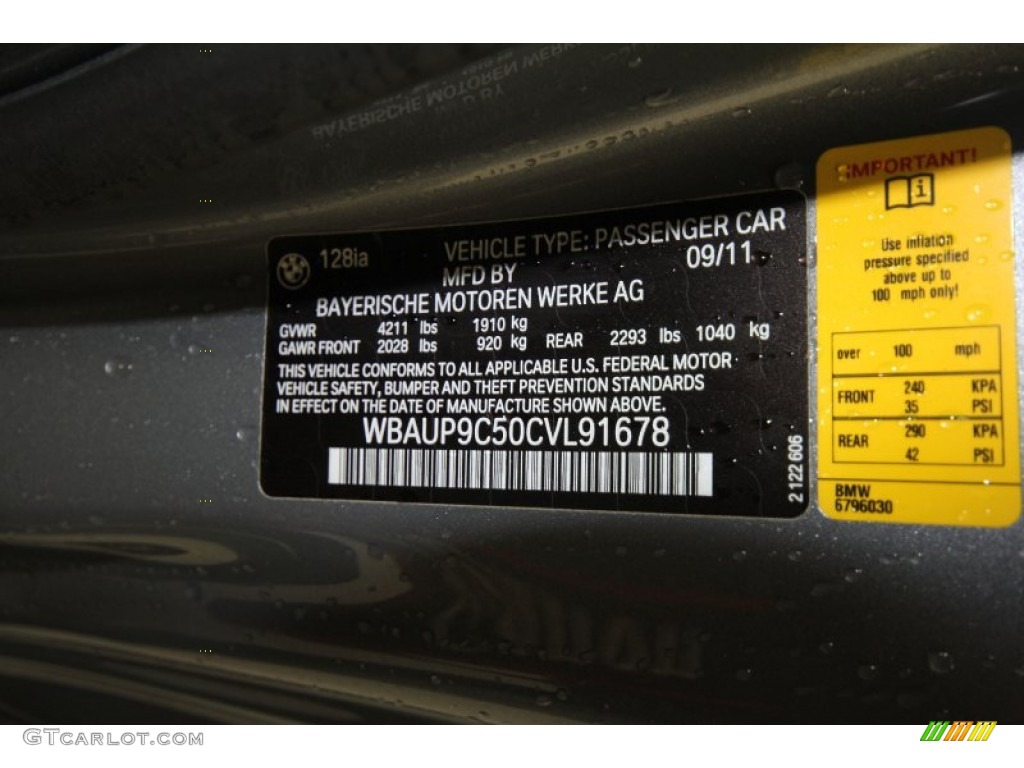 128ia VEHICLE TYPE: PASSENGER CAR
MFD BY 09/11
BAYERISCHE MOTOREN WERKE AG
GVWR 4211 lbs 1910 kg
GAWR FRONT 2028 lbs 920 kg REAR 2293 lbs 1040 kg
THIS VEHICLE CONFORMS TO ALL APPLICABLE U.S. FEDERAL MOTOR
VEHICLE SAFETY, BUMPER AND THEFT PREVENTION STANDARDS
IN EFFECT ON THE DATE OF MANUFACTURE SHOWN ABOVE.
WBAUP9C50CVL91678
2 122 606
IMPORTANT!
Use inflation
pressure specified
above up to
100 mph only!
over 100 mph
FRONT 240 KPA
35 PSI
REAR 290 KPA
42 PSI
BMW
6796030
GTCARLOT.COM